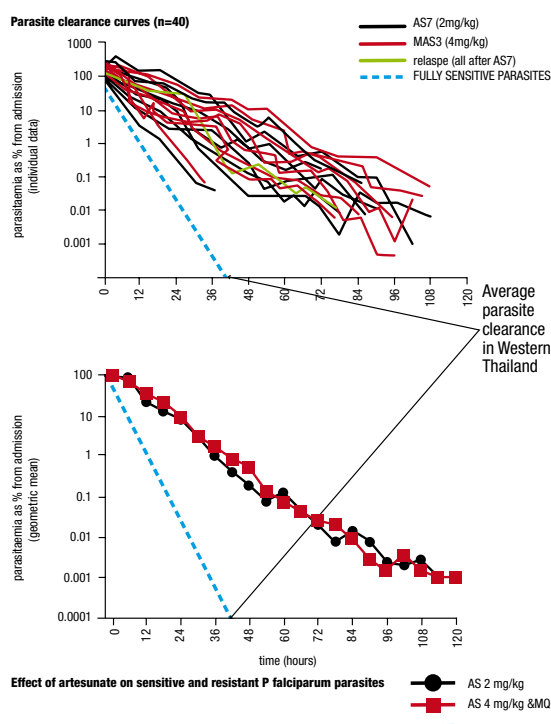 Parasite clearance curves (n=40)
AS7 (2mg/kg)
MAS3 (4mg/kg)
relaspe (all after AS7)
FULLY SENSITIVE PARASITES
parasitaemia as % from admission
(individual data)
1000
100
10
1
0.1
0.01
0.001
0 12 24 36 48 60 72 84 96 108 120
Average
parasite
clearance
in Western
Thailand
parasitaemia as % from admission
(geometric mean)
100
10
1
0.1
0.01
0.001
0.0001
0 12 24 36 48 60 72 84 96 108 120
time (hours)
Effect of artesunate on sensitive and resistant P falciparum parasites
AS 2 mg/kg
AS 4 mg/kg &MQ